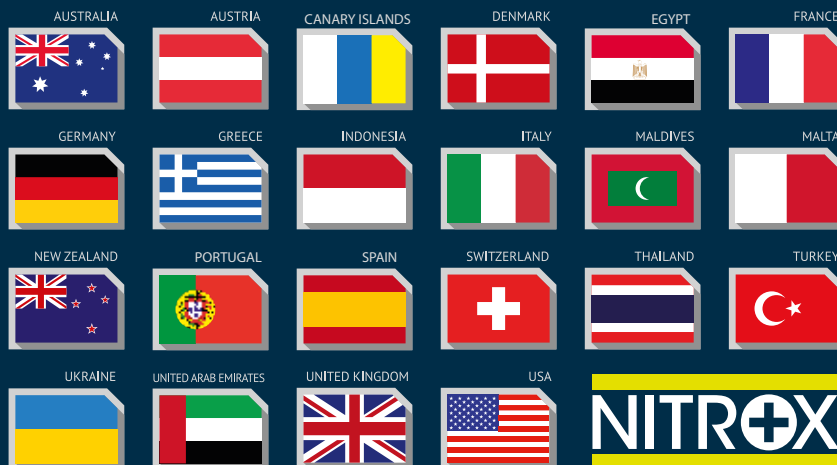 AUSTRALIA
AUSTRIA
CANARY ISLANDS
DENMARK
EGYPT
FRANCE
GERMANY
GREECE
INDONESIA
ITALY
MALDIVES
MALTA
NEW ZEALAND
PORTUGAL
SPAIN
SWITZERLAND
THAILAND
TURKEY
UKRAINE
UNITED ARAB EMIRATES
UNITED KINGDOM
USA
NITROX